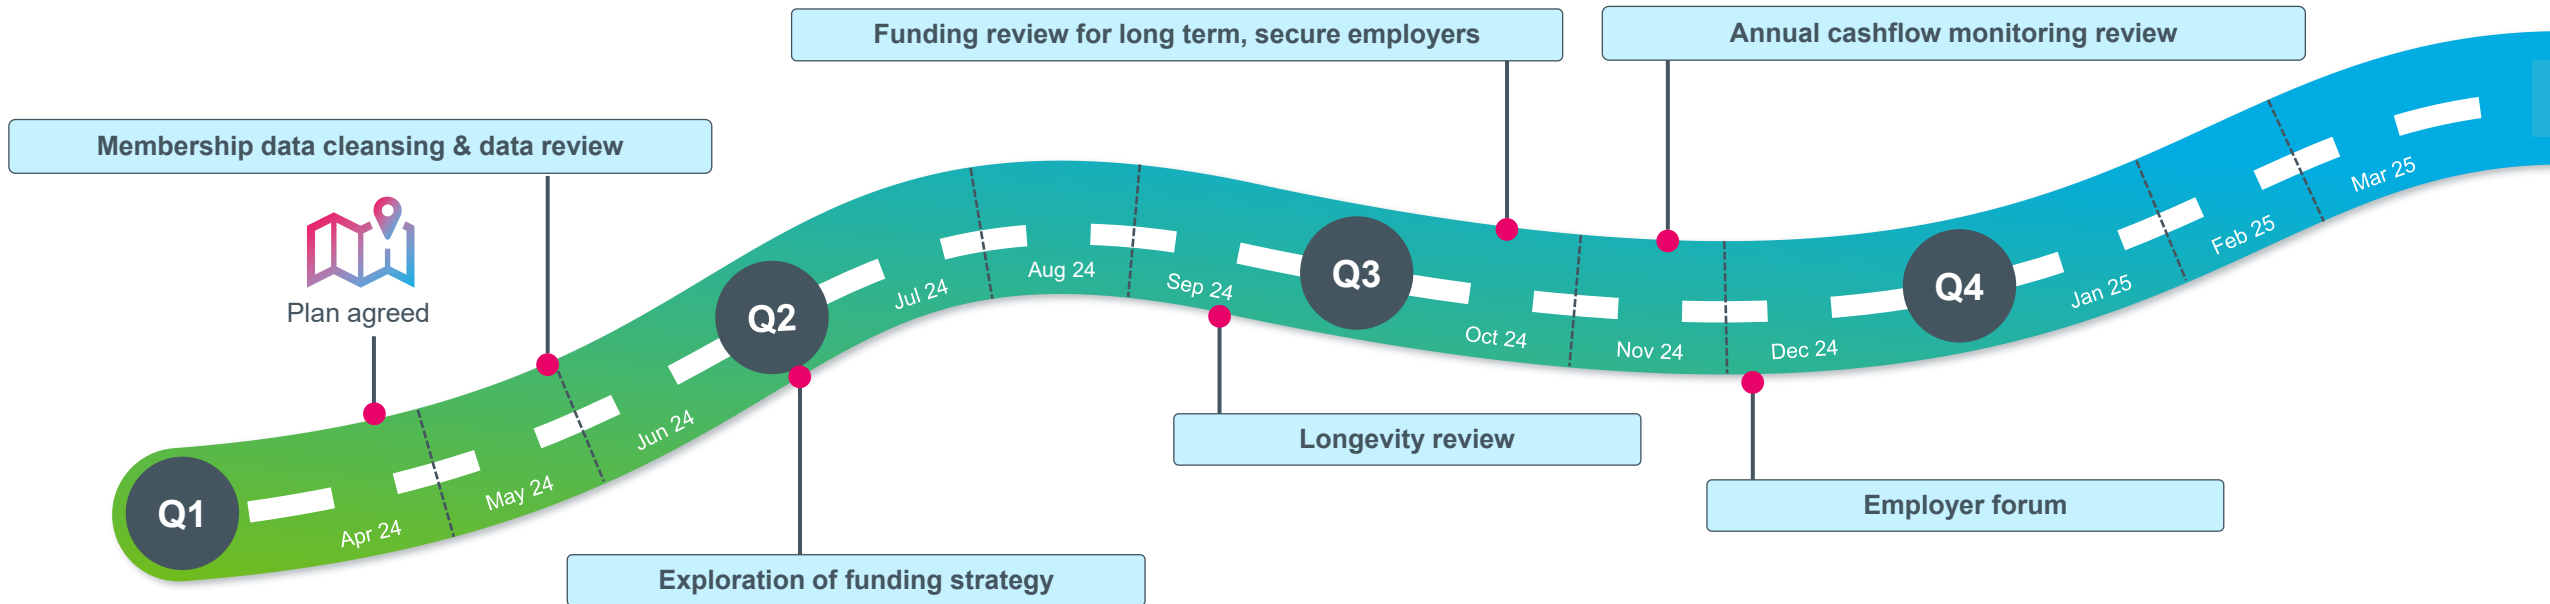 Funding review for long term, secure employers
Annual cashflow monitoring review
Membership data cleansing & data review
Plan agreed
Q1
Apr 24
May 24
Jun 24
Q2
Jul 24
Aug 24
Sep 24
Q3
Oct 24
Nov 24
Dec 24
Q4
Jan 25
Feb 25
Mar 25
Longevity review
Employer forum
Exploration of funding strategy